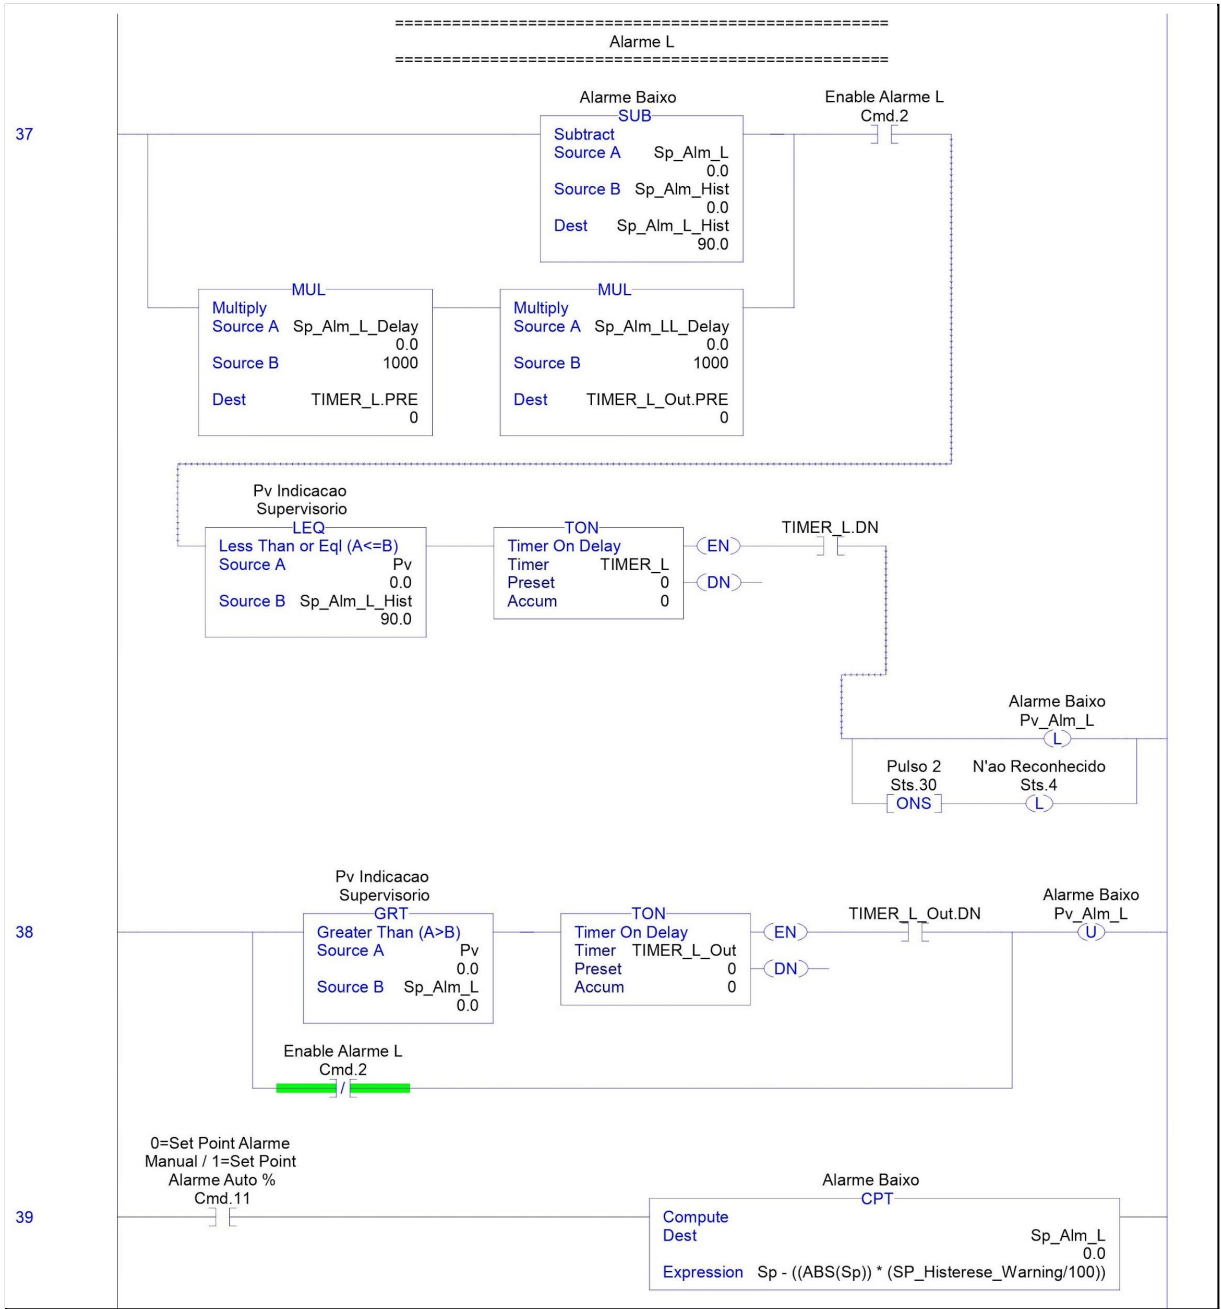 ================================================
Alarme L
================================================
37
Alarme Baixo
SUB
Subtract
Source A Sp_Alm_L
0.0
Source B Sp_Alm_Hist
0.0
Dest Sp_Alm_L_Hist
90.0
Enable Alarme L
Cmd.2
MUL
Multiply
Source A Sp_Alm_L_Delay
0.0
Source B 1000
Dest TIMER_L.PRE
0
MUL
Multiply
Source A Sp_Alm_LL_Delay
0.0
Source B 1000
Dest TIMER_L_Out.PRE
0
Pv Indicacao
Supervisorio
LEQ
Less Than or Eql (A<=B)
Source A Pv
0.0
Source B Sp_Alm_L_Hist
90.0
TON
Timer On Delay
Timer TIMER_L
Preset 0
Accum 0
EN
DN
TIMER_L.DN
Alarme Baixo
Pv_Alm_L
L
Pulso 2
Sts.30
ONS
N'ao Reconhecido
Sts.4
L
38
Pv Indicacao
Supervisorio
GRT
Greater Than (A>B)
Source A Pv
0.0
Source B Sp_Alm_L
0.0
TON
Timer On Delay
Timer TIMER_L_Out
Preset 0
Accum 0
EN
DN
TIMER_L_Out.DN
Alarme Baixo
Pv_Alm_L
U
Enable Alarme L
Cmd.2
/
39
0=Set Point Alarme
Manual / 1=Set Point
Alarme Auto %
Cmd.11
Alarme Baixo
CPT
Compute
Dest Sp_Alm_L
0.0
Expression Sp - ((ABS(Sp)) * (SP_Histerese_Warning/100))